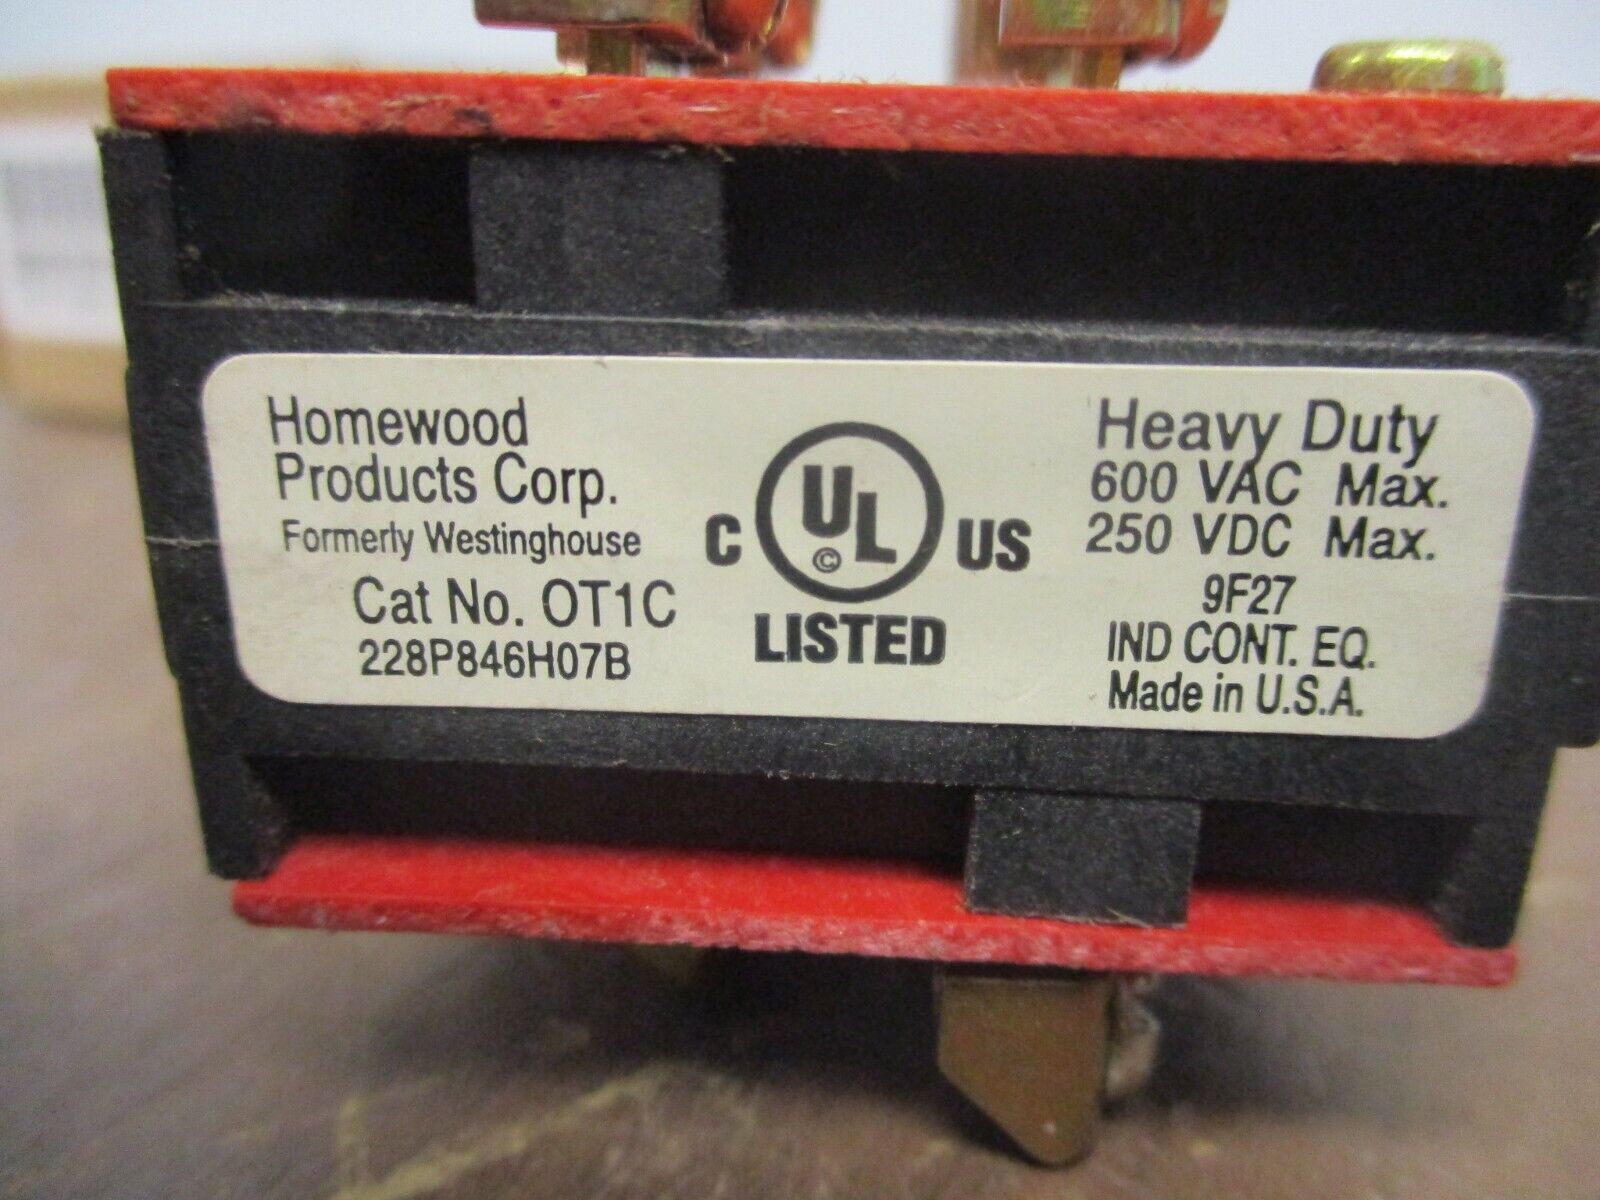 Homewood
Products Corp.
Formerly Westinghouse
Cat No. OT1C
228P846H07B
C UL © US
LISTED
Heavy Duty
600 VAC Max.
250 VDC Max.
9F27
IND CONT. EQ.
Made in U.S.A.